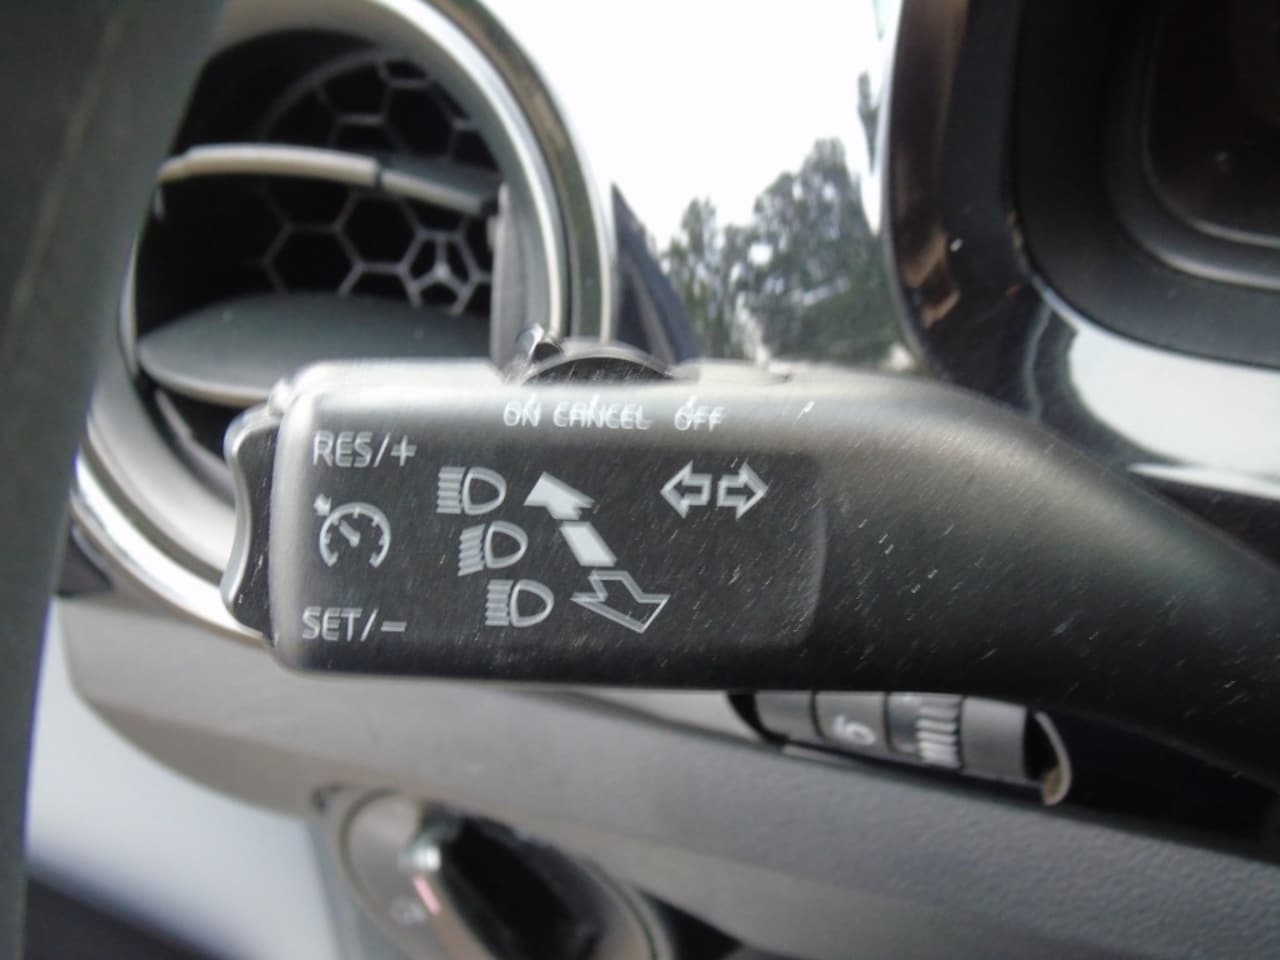 ON CANCEL OFF
RES/+
SET/-